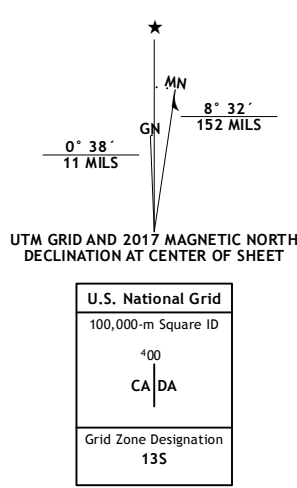 ★
MN
GN
8° 32´
152 MILS
0° 38´
11 MILS
UTM GRID AND 2017 MAGNETIC NORTH
DECLINATION AT CENTER OF SHEET
U.S. National Grid
100,000-m Square ID
⁴00
CA DA
Grid Zone Designation
13S